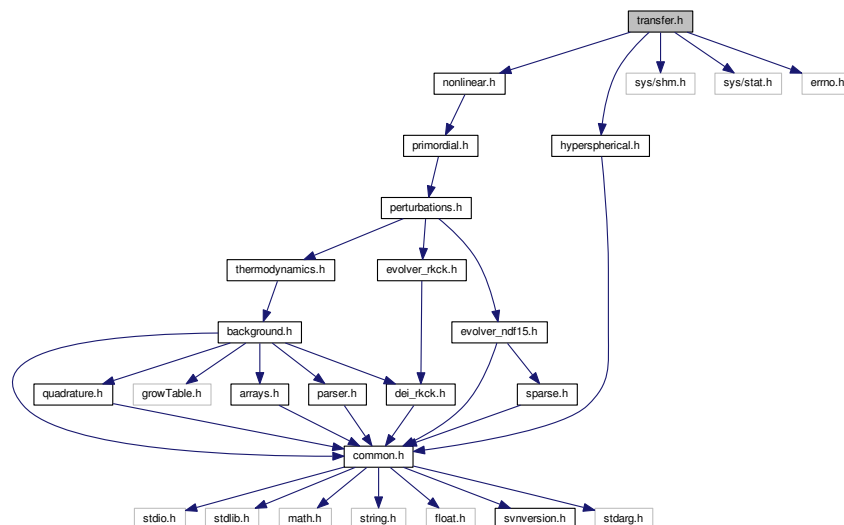 transfer.h
nonlinear.h
sys/shm.h
sys/stat.h
errno.h
primordial.h
hyperspherical.h
perturbations.h
thermodynamics.h
evolver_rkck.h
background.h
evolver_ndf15.h
quadrature.h
growTable.h
arrays.h
parser.h
dei_rkck.h
sparse.h
common.h
stdio.h
stdlib.h
math.h
string.h
float.h
svnversion.h
stdarg.h